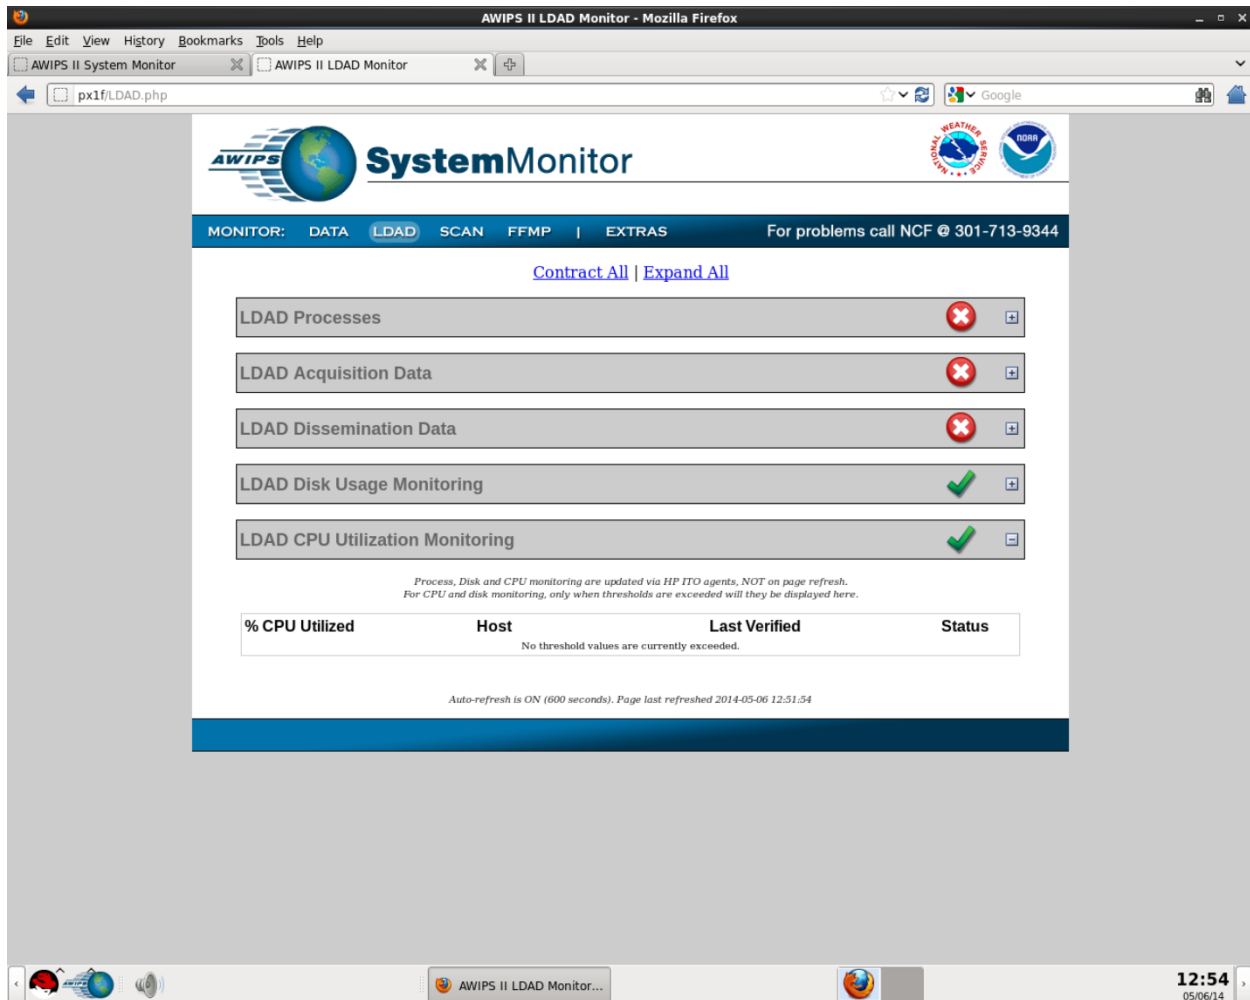 AWIPS II LDAD Monitor - Mozilla Firefox
File Edit View History Bookmarks Tools Help
AWIPS II System Monitor AWIPS II LDAD Monitor
px1f/LDAD.php Google
AWIPS SystemMonitor
NATIONAL WEATHER SERVICE
NOAA
MONITOR: DATA LDAD SCAN FFMP | EXTRAS For problems call NCF @ 301-713-9344
Contract All | Expand All
LDAD Processes
LDAD Acquisition Data
LDAD Dissemination Data
LDAD Disk Usage Monitoring
LDAD CPU Utilization Monitoring
Process, Disk and CPU monitoring are updated via HP ITO agents, NOT on page refresh.
For CPU and disk monitoring, only when thresholds are exceeded will they be displayed here.
% CPU Utilized Host Last Verified Status
No threshold values are currently exceeded.
Auto-refresh is ON (600 seconds). Page last refreshed 2014-05-06 12:51:54
AWIPS II LDAD Monitor...
12:54
05/06/14